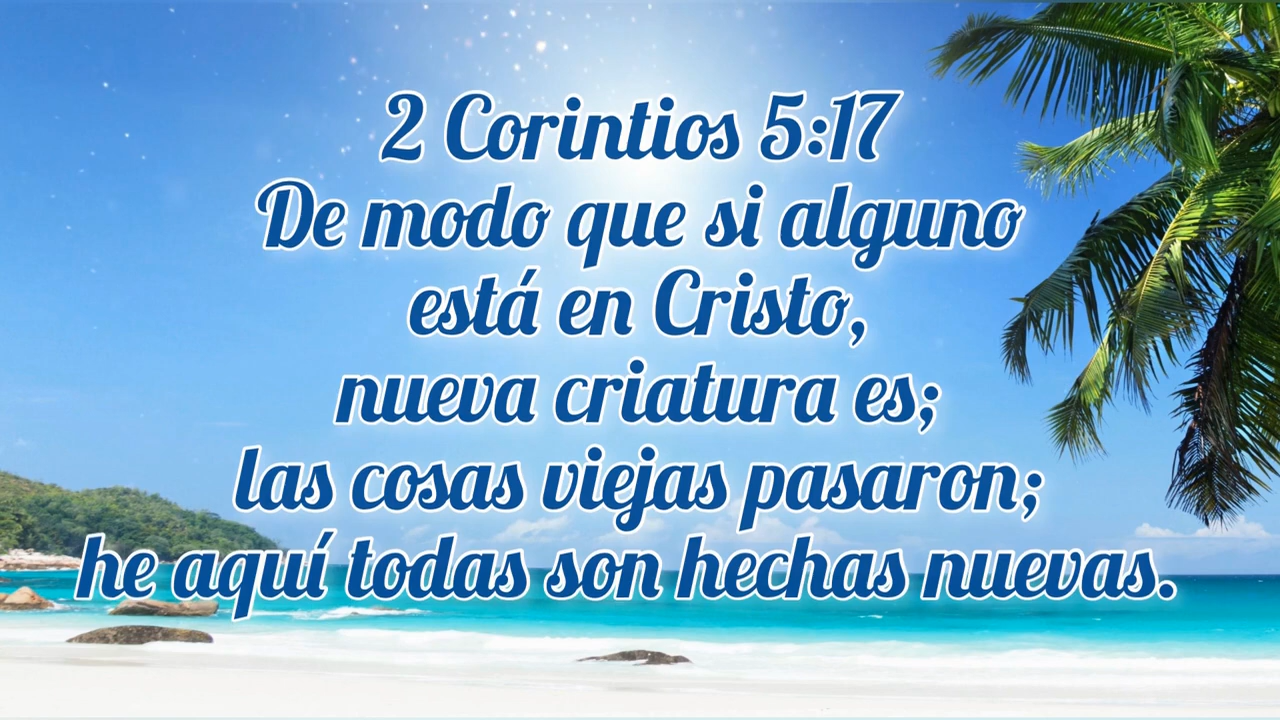 2 Corintios 5:17
De modo que si alguno
está en Cristo,
nueva criatura es;
las cosas viejas pasaron;
he aquí todas son hechas nuevas.